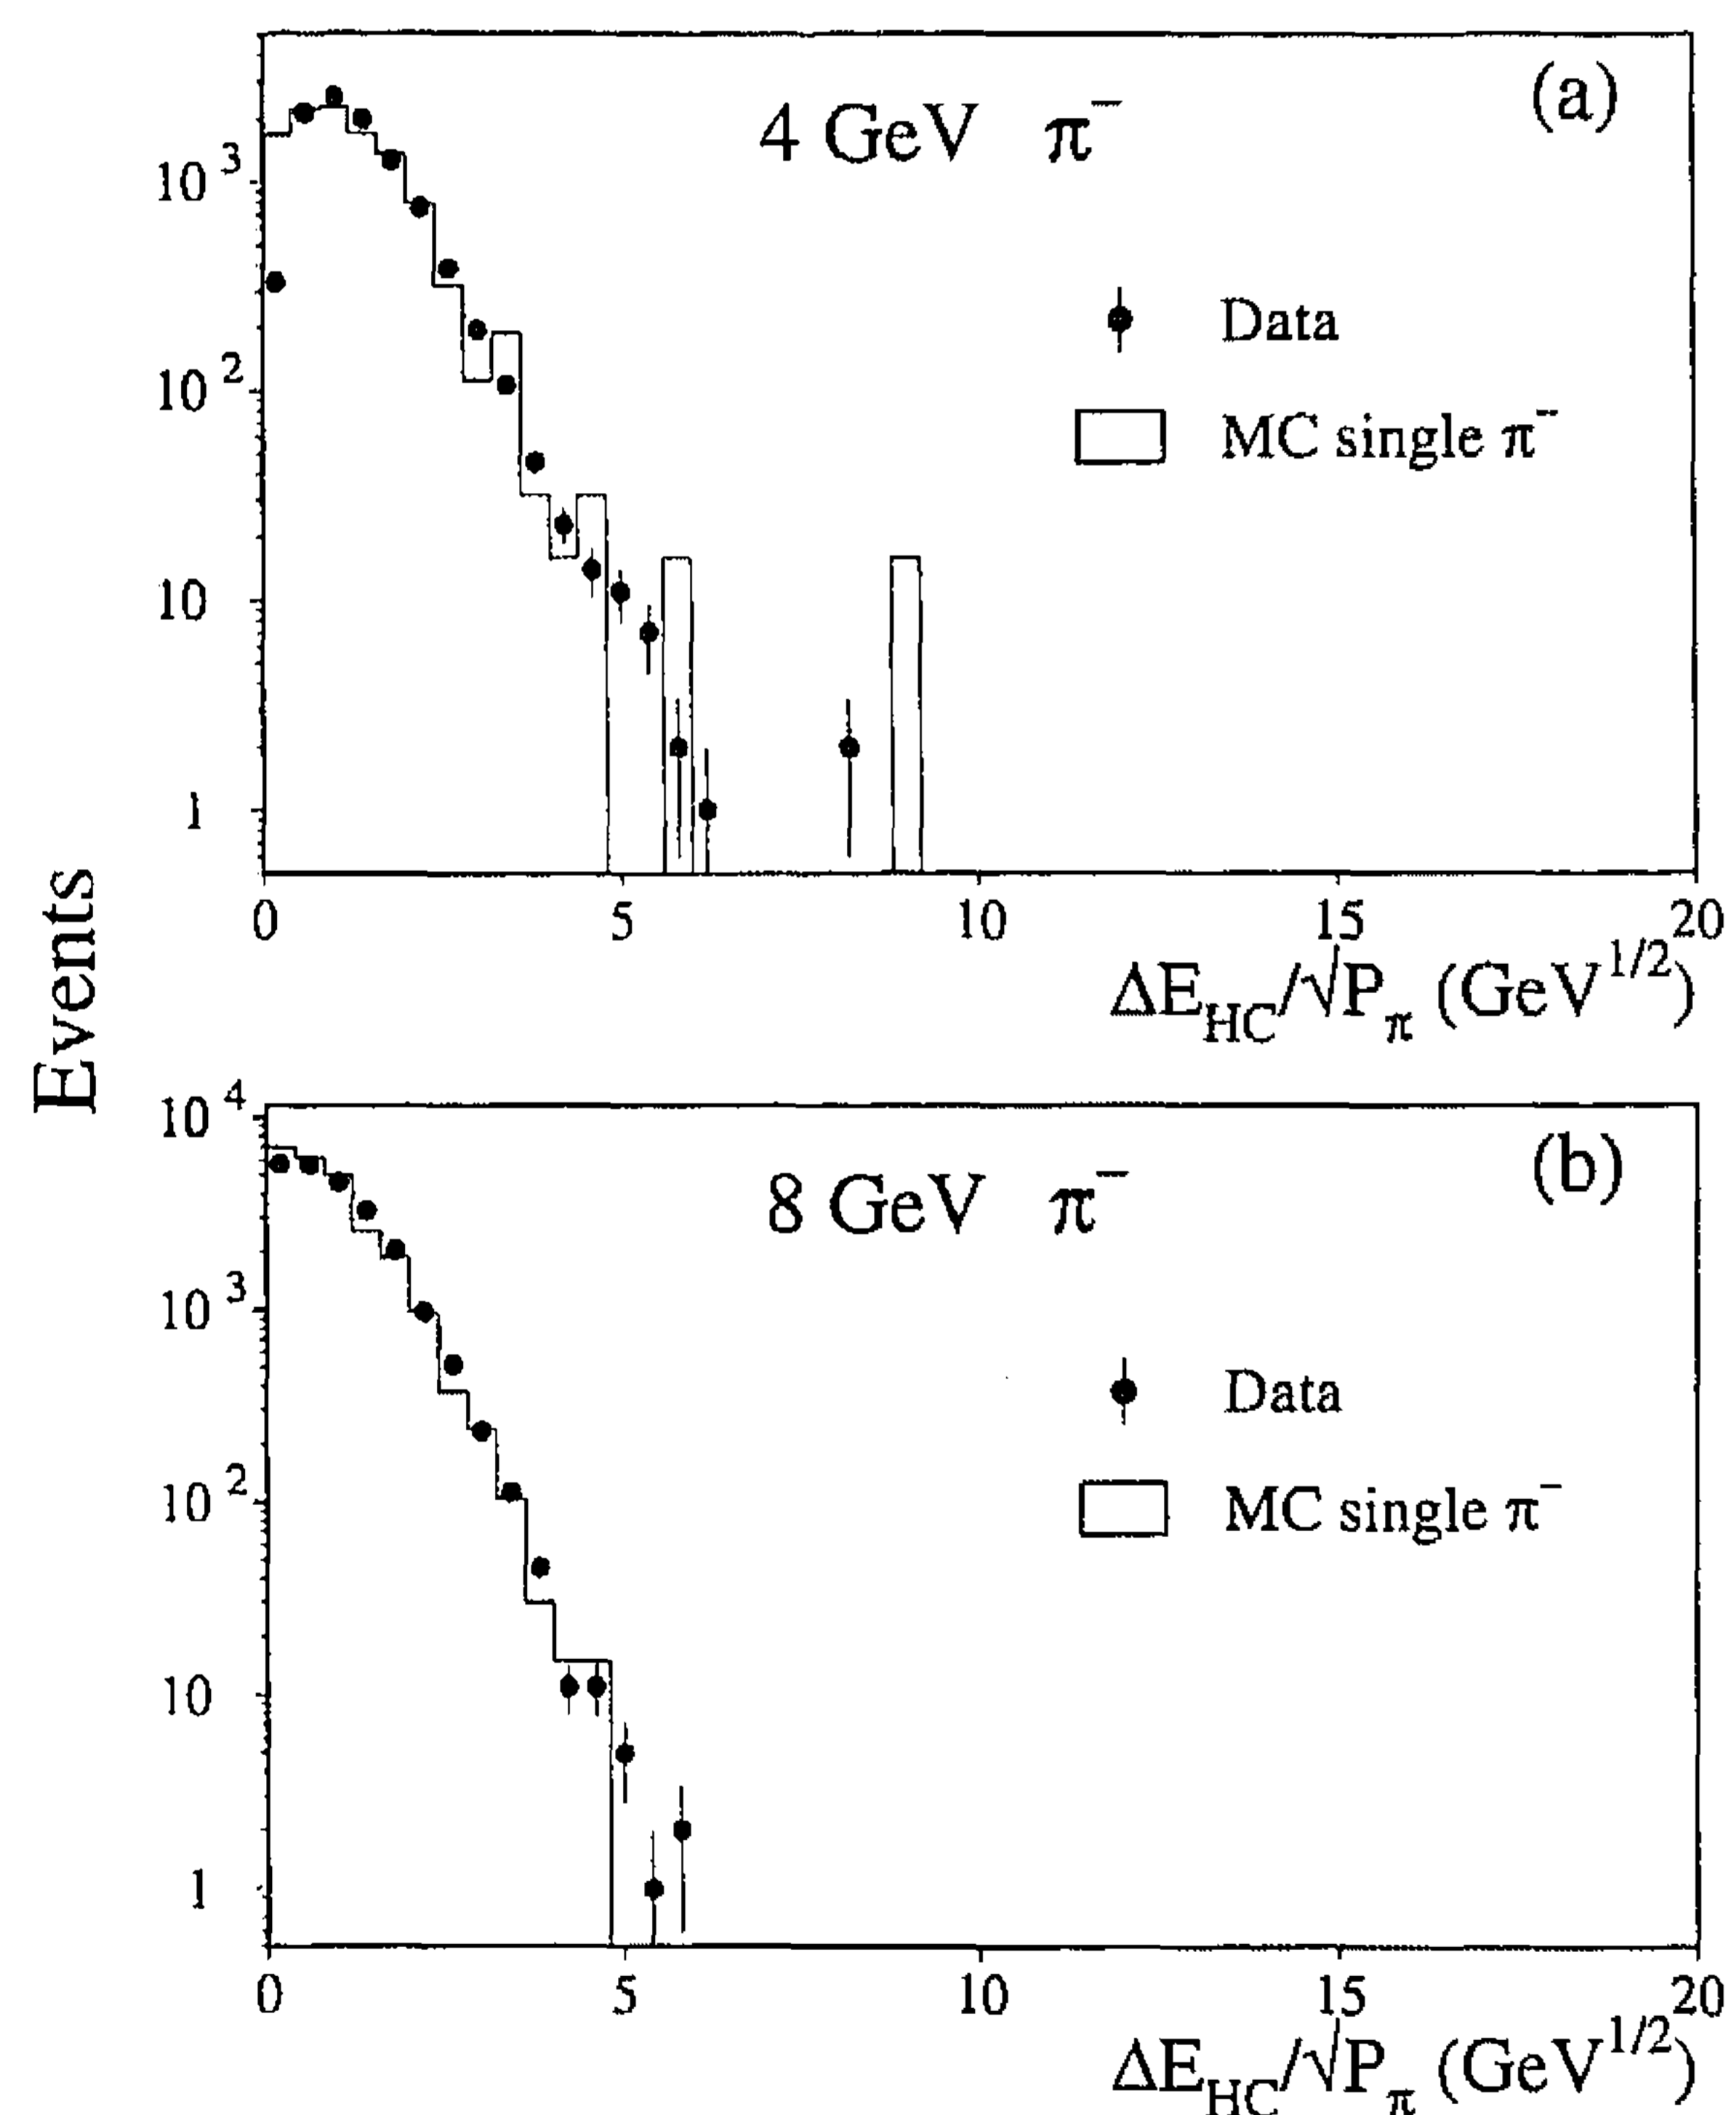 (a)
4 GeV π⁻
10³
10²
10
1
Data
MC single π⁻
0 5 10 15 20
ΔE_HC/√P_π (GeV^1/2)
Events
(b)
8 GeV π⁻
10⁴
10³
10²
10
1
Data
MC single π⁻
0 5 10 15 20
ΔE_HC/√P_π (GeV^1/2)